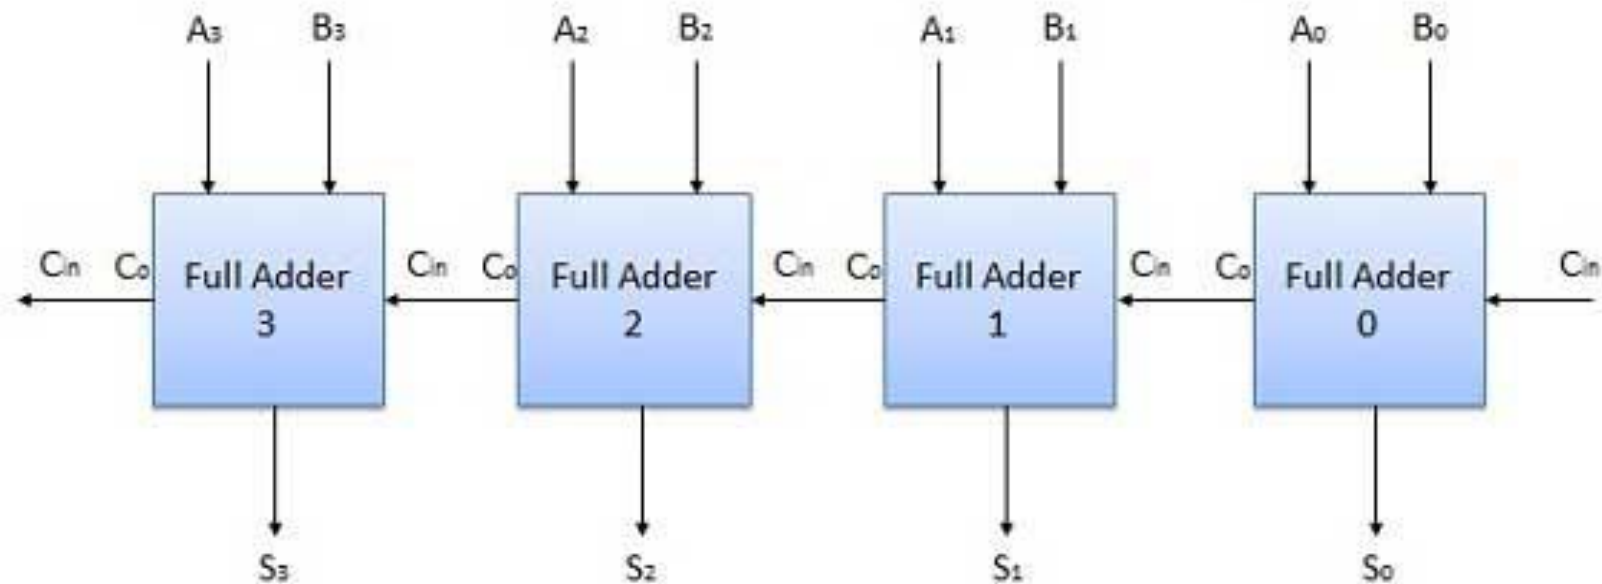 A₃ B₃ A₂ B₂ A₁ B₁ A₀ B₀
Cin Co Full Adder Cin Co Full Adder Cin Co Full Adder Cin Co Full Adder Cin
3 2 1 0
S₃ S₂ S₁ S₀